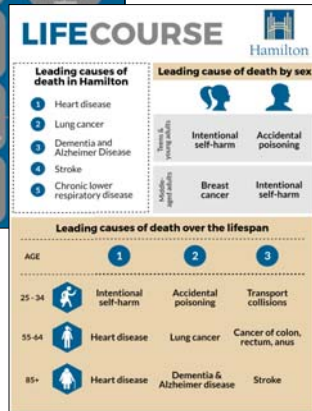 LIFECOURSE
Hamilton
Leading causes of
death in Hamilton
1 Heart disease
2 Lung cancer
3 Dementia and
Alzheimer Disease
4 Stroke
5 Chronic lower
respiratory disease
Leading cause of death by sex
Teens &
young adults
Intentional
self-harm
Accidental
poisoning
Middle-
aged adults
Breast
cancer
Intentional
self-harm
Leading causes of death over the lifespan
AGE 1 2 3
25 - 34
Intentional
self-harm
Accidental
poisoning
Transport
collisions
55-64
Heart disease
Lung cancer
Cancer of colon,
rectum, anus
85+
Heart disease
Dementia &
Alzheimer disease
Stroke